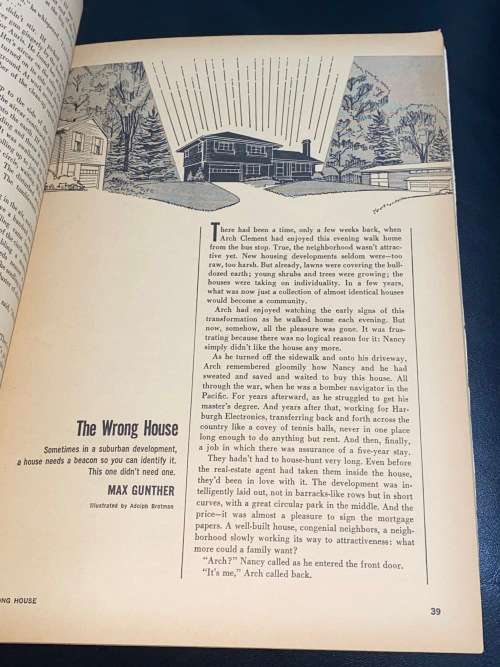 The Wrong House
Sometimes in a suburban development,
a house needs a beacon so you can identify it.
This one didn't need one.
MAX GUNTHER
Illustrated by Adolph Brotman
There had been a time, only a few weeks back, when
Arch Clement had enjoyed this evening walk home
from the bus stop. True, the neighborhood wasn't attrac-
tive yet. New housing developments seldom were—too
raw, too harsh. But already, lawns were covering the bull-
dozed earth; young shrubs and trees were growing; the
houses were taking on individuality. In a few years,
what was now just a collection of almost identical houses
would become a community.
Arch had enjoyed watching the early signs of this
transformation as he walked home each evening. But
now, somehow, all the pleasure was gone. It was frus-
trating because there was no logical reason for it: Nancy
simply didn't like the house any more.
As he turned off the sidewalk and onto his driveway,
Arch remembered gloomily how Nancy and he had
sweated and saved and waited to buy this house. All
through the war, when he was a bomber navigator in the
Pacific. For years afterward, as he struggled to get his
master's degree. And years after that, working for Har-
burgh Electronics, transferring back and forth across the
country like a covey of tennis balls, never in one place
long enough to do anything but rent. And then, finally,
a job in which there was assurance of a five-year stay.
They hadn't had to house-hunt very long. Even before
the real-estate agent had taken them inside the house,
they'd been in love with it. The development was in-
telligently laid out, not in barracks-like rows but in short
curves, with a great circular park in the middle. And the
price—it was almost a pleasure to sign the mortgage
papers. A well-built house, congenial neighbors, a neigh-
borhood slowly working its way to attractiveness: what
more could a family want?
"Arch?" Nancy called as he entered the front door.
"It's me," Arch called back.
ONG HOUSE
39